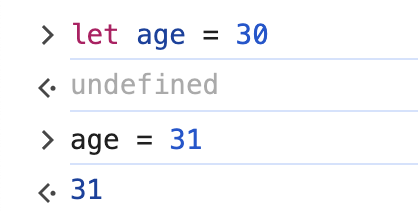 > let age = 30
<· undefined
> age = 31
<· 31